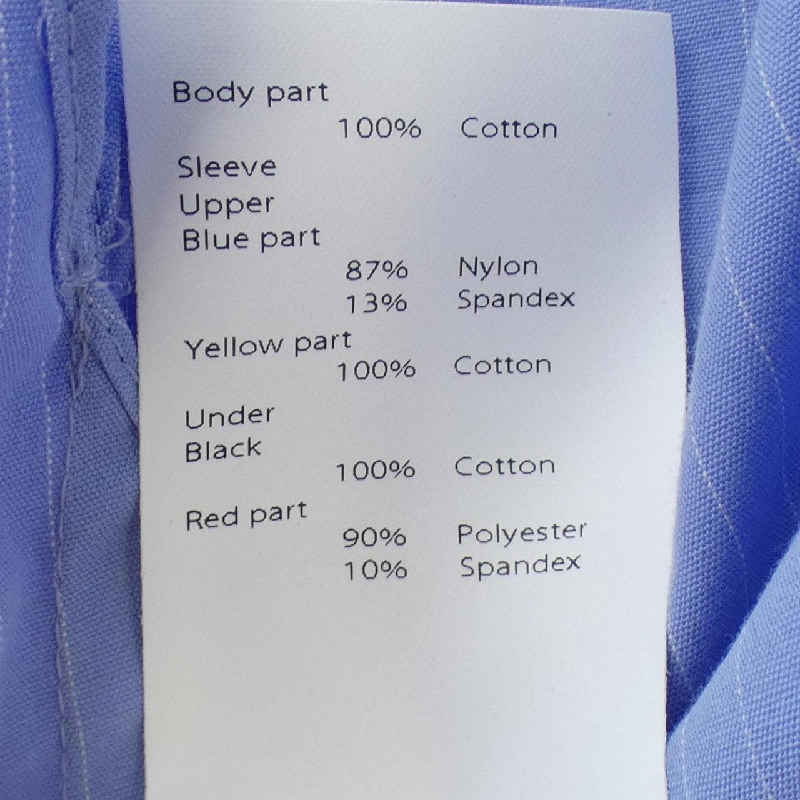 Body part
100% Cotton
Sleeve
Upper
Blue part
87% Nylon
13% Spandex
Yellow part
100% Cotton
Under
Black
100% Cotton
Red part
90% Polyester
10% Spandex